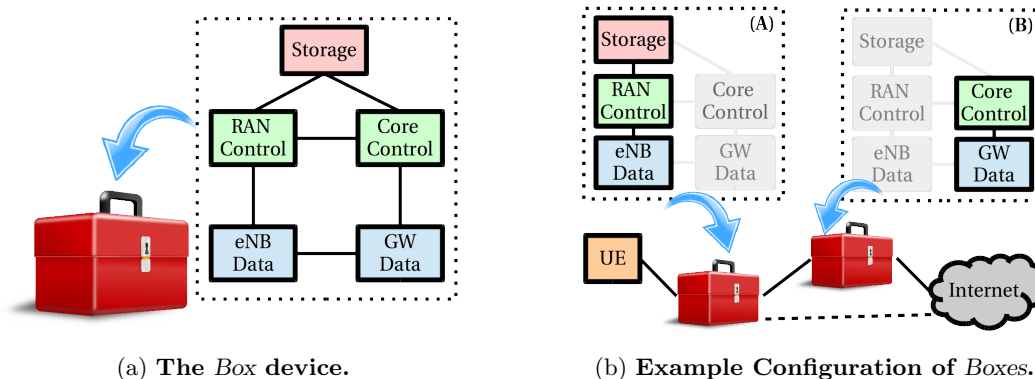 Storage
RAN
Control
Core
Control
eNB
Data
GW
Data
(a) The Box device.
(A)
Storage
RAN
Control
Core
Control
eNB
Data
GW
Data
(B)
Storage
RAN
Control
Core
Control
eNB
Data
GW
Data
UE
Internet
(b) Example Configuration of Boxes.